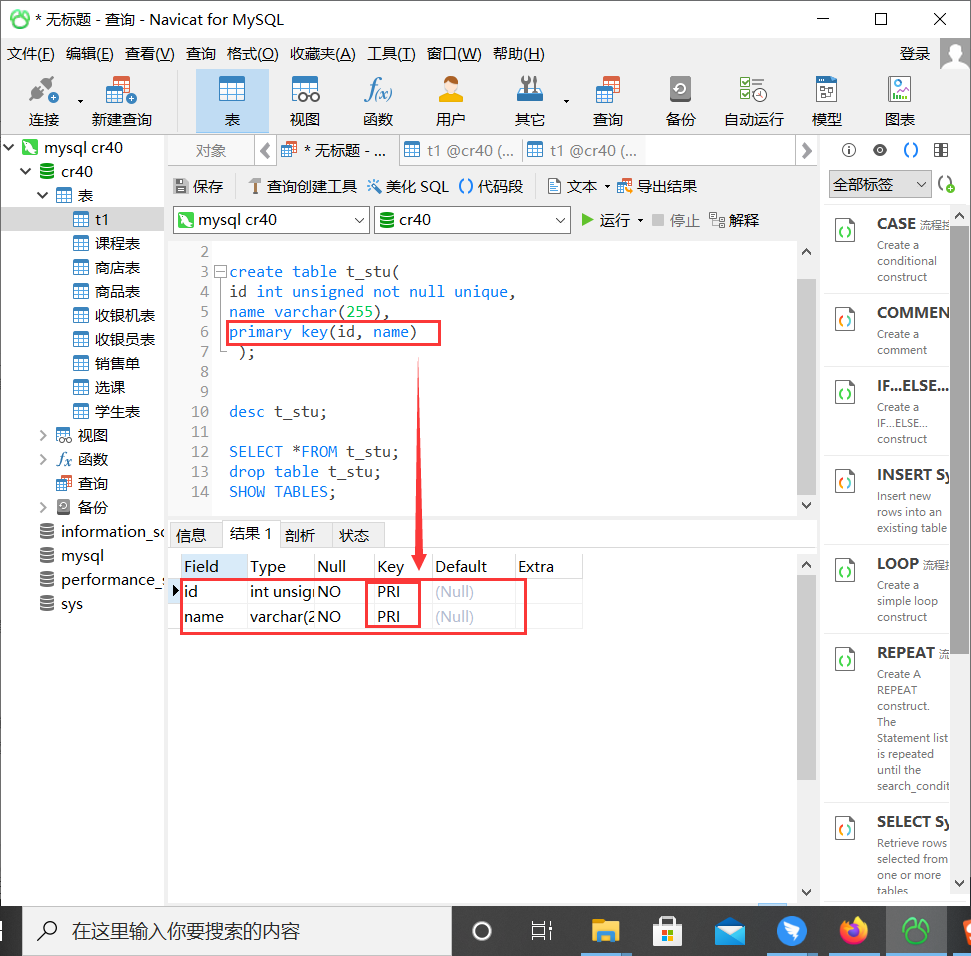 * 无标题 - 查询 - Navicat for MySQL
文件(F) 编辑(E) 查看(V) 查询 格式(O) 收藏夹(A) 工具(T) 窗口(W) 帮助(H) 登录
连接 新建查询 表 视图 函数 用户 其它 查询 备份 自动运行 模型 图表
mysql cr40
cr40
表
t1
课程表
商店表
商品表
收银机表
收银员表
销售单
选课
学生表
视图
函数
查询
备份
information_sc
mysql
performance_s
sys
对象 * 无标题 - ... t1 @cr40 (... t1 @cr40 (...
保存 查询创建工具 美化 SQL 代码段 文本 导出结果
mysql cr40 cr40 运行 停止 解释
2
3 create table t_stu(
4 id int unsigned not null unique,
5 name varchar(255),
6 primary key(id, name)
7 );
8
9
10 desc t_stu;
11
12 SELECT *FROM t_stu;
13 drop table t_stu;
14 SHOW TABLES;
信息 结果 1 剖析 状态
Field Type Null Key Default Extra
id int unsig NO PRI (Null)
name varchar(2 NO PRI (Null)
全部标签
CASE 流程控
Create a
conditional
construct
COMMEN
Create a
comment
IF...ELSE...
Create a
IF...ELSE...
construct
INSERT Sy
Insert new
rows into an
existing table
LOOP 流程控
Create a
simple loop
construct
REPEAT 流
Create A
REPEAT
construct.
The
Statement list
is repeated
until the
search_condit
SELECT Sy
Retrieve rows
selected from
one or more
tables
在这里输入你要搜索的内容